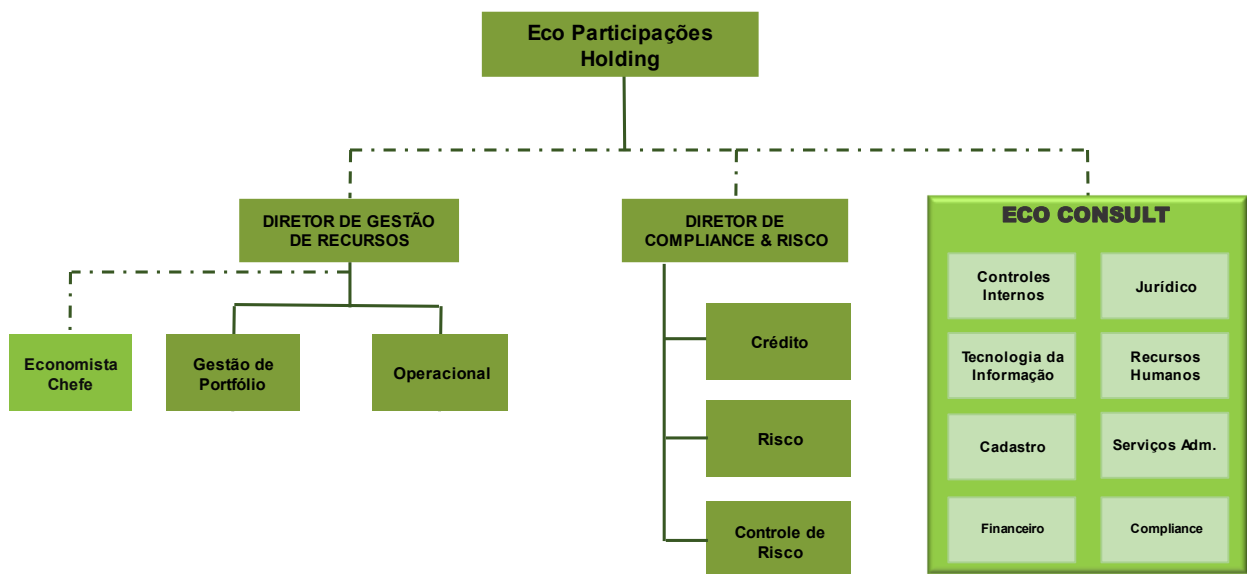 Eco Participações
Holding
DIRETOR DE GESTÃO
DE RECURSOS
DIRETOR DE
COMPLIANCE & RISCO
ECO CONSULT
Economista
Chefe
Gestão de
Portfólio
Operacional
Crédito
Risco
Controle de
Risco
Controles
Internos
Jurídico
Tecnologia da
Informação
Recursos
Humanos
Cadastro
Serviços Adm.
Financeiro
Compliance